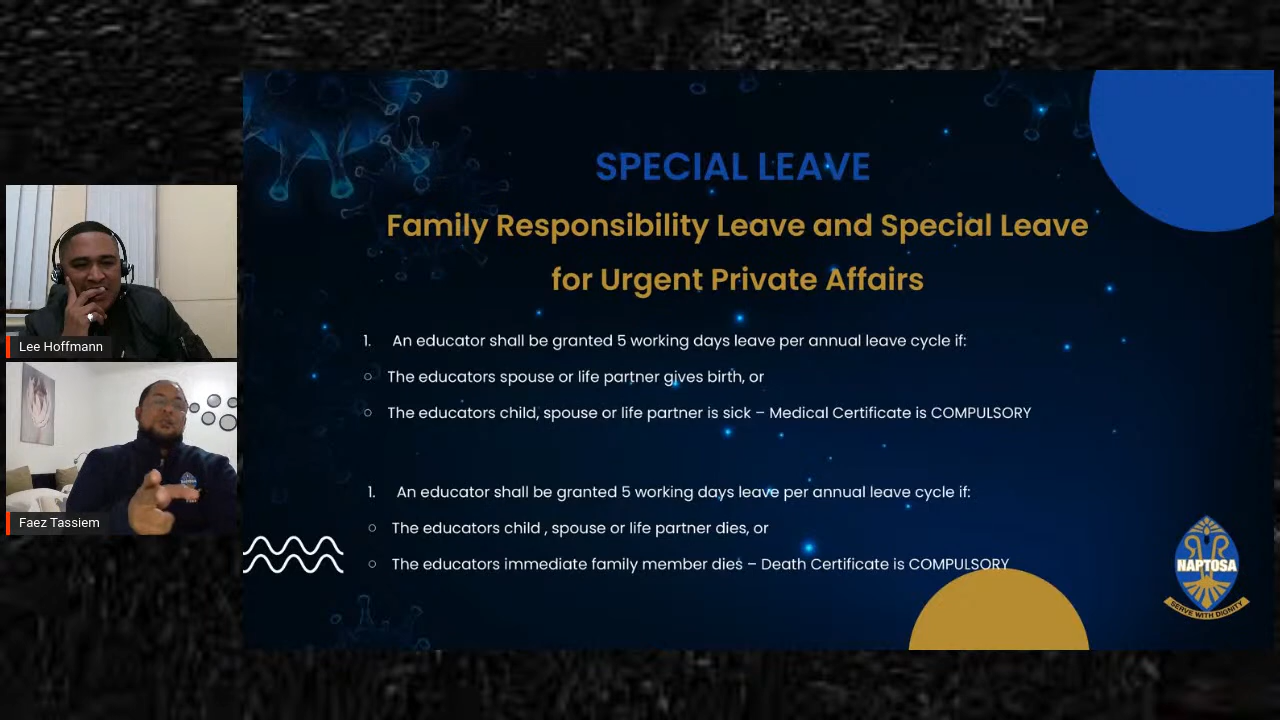 SPECIAL LEAVE
Family Responsibility Leave and Special Leave
for Urgent Private Affairs
1. An educator shall be granted 5 working days leave per annual leave cycle if:
○ The educators spouse or life partner gives birth, or
○ The educators child, spouse or life partner is sick – Medical Certificate is COMPULSORY
1. An educator shall be granted 5 working days leave per annual leave cycle if:
○ The educators child , spouse or life partner dies, or
○ The educators immediate family member dies – Death Certificate is COMPULSORY
Lee Hoffmann
Faez Tassiem
NAPTOSA
SERVE WITH DIGNITY